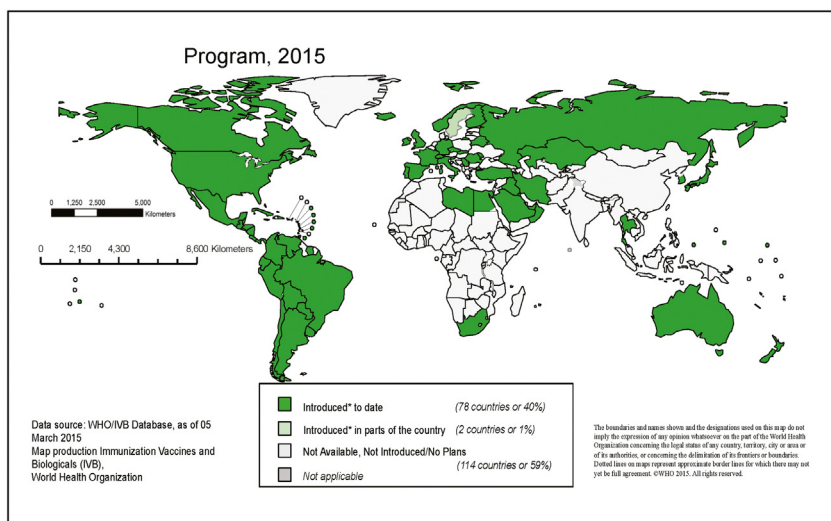 Program, 2015
0 1,250 2,500 5,000
Kilometers
0 2,150 4,300 8,600 Kilometers
Introduced* to date (78 countries or 40%)
Introduced* in parts of the country (2 countries or 1%)
Not Available, Not Introduced/No Plans
(114 countries or 59%)
Not applicable
Data source: WHO/IVB Database, as of 05
March 2015
Map production Immunization Vaccines and
Biologicals (IVB),
World Health Organization
The boundaries and names shown and the designations used on this map do not
imply the expression of any opinion whatsoever on the part of the World Health
Organization concerning the legal status of any country, territory, city or area or
of its authorities, or concerning the delimitation of its frontiers or boundaries.
Dotted lines on maps represent approximate border lines for which there may not
yet be full agreement. ©WHO 2015. All rights reserved.